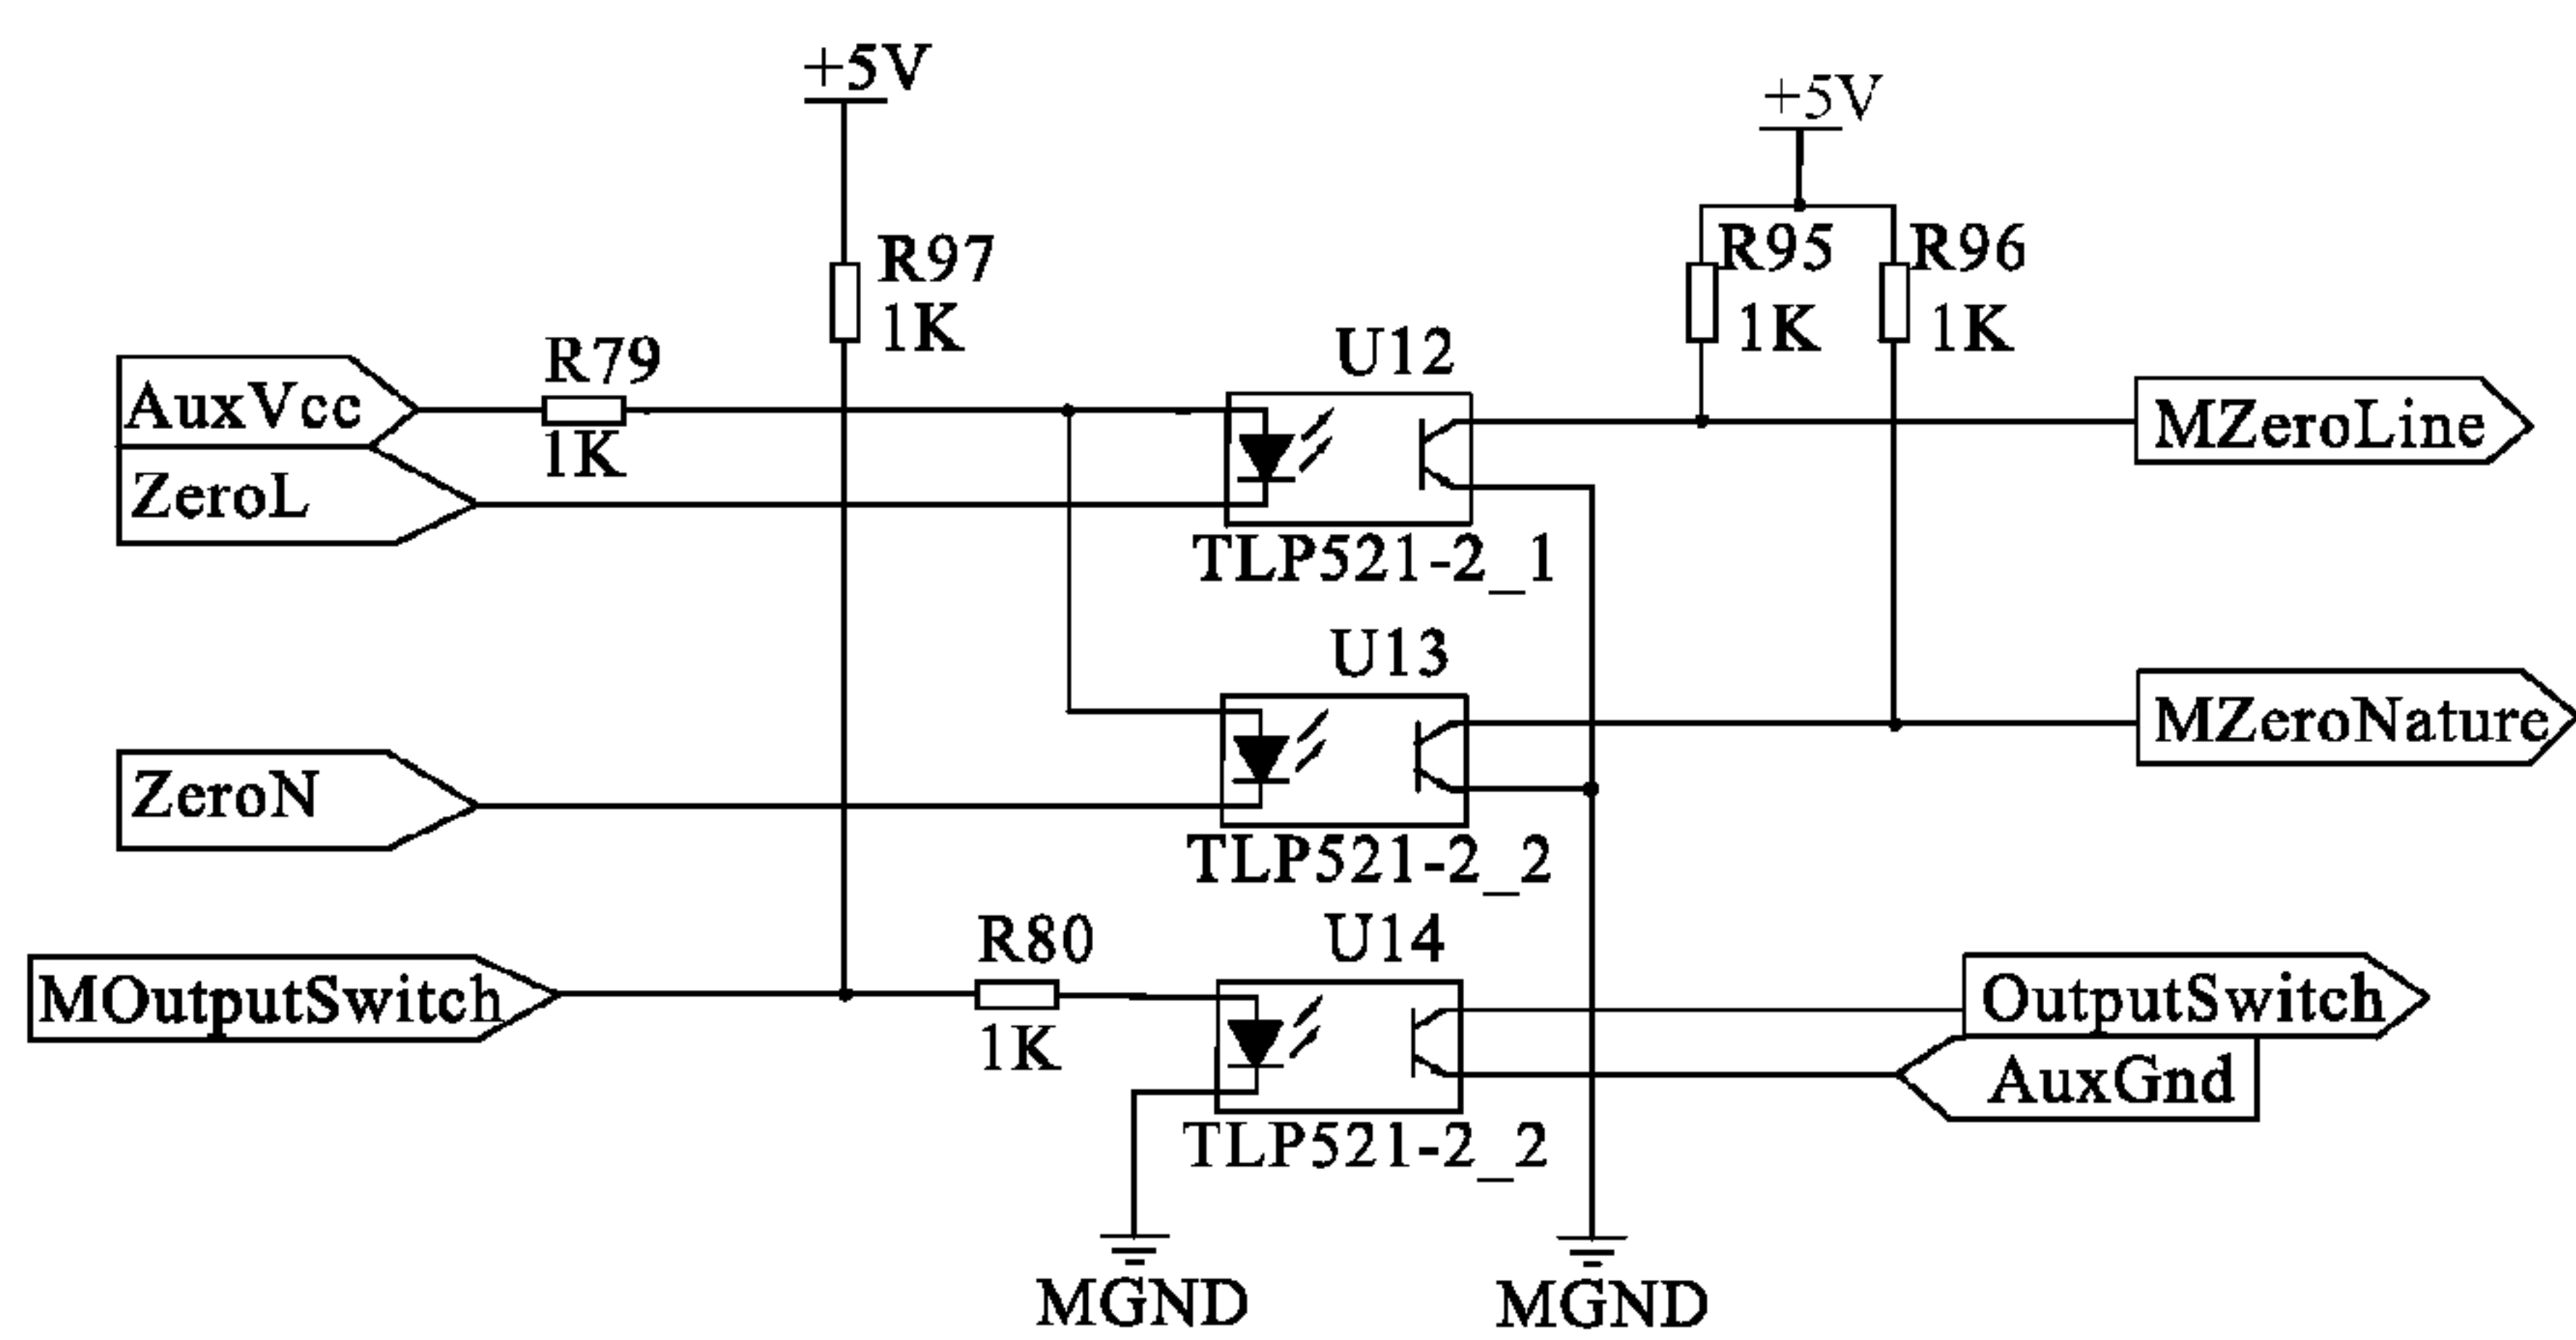 +5V
+5V
R97
1K
R95
1K
R96
1K
R79
1K
AuxVcc
ZeroL
U12
TLP521-2_1
MZeroLine
U13
TLP521-2_2
MZeroNature
ZeroN
R80
1K
U14
TLP521-2_2
MOutputSwitch
OutputSwitch
AuxGnd
MGND
MGND